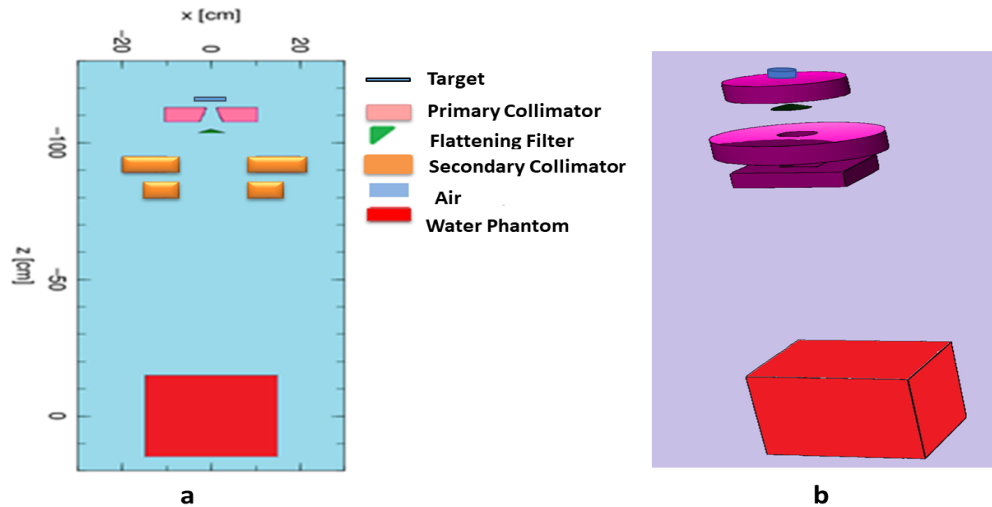 x [cm]
-20 0 20
Target
Primary Collimator
Flattening Filter
Secondary Collimator
Air
Water Phantom
-100
z [cm]
-50
0
a
b